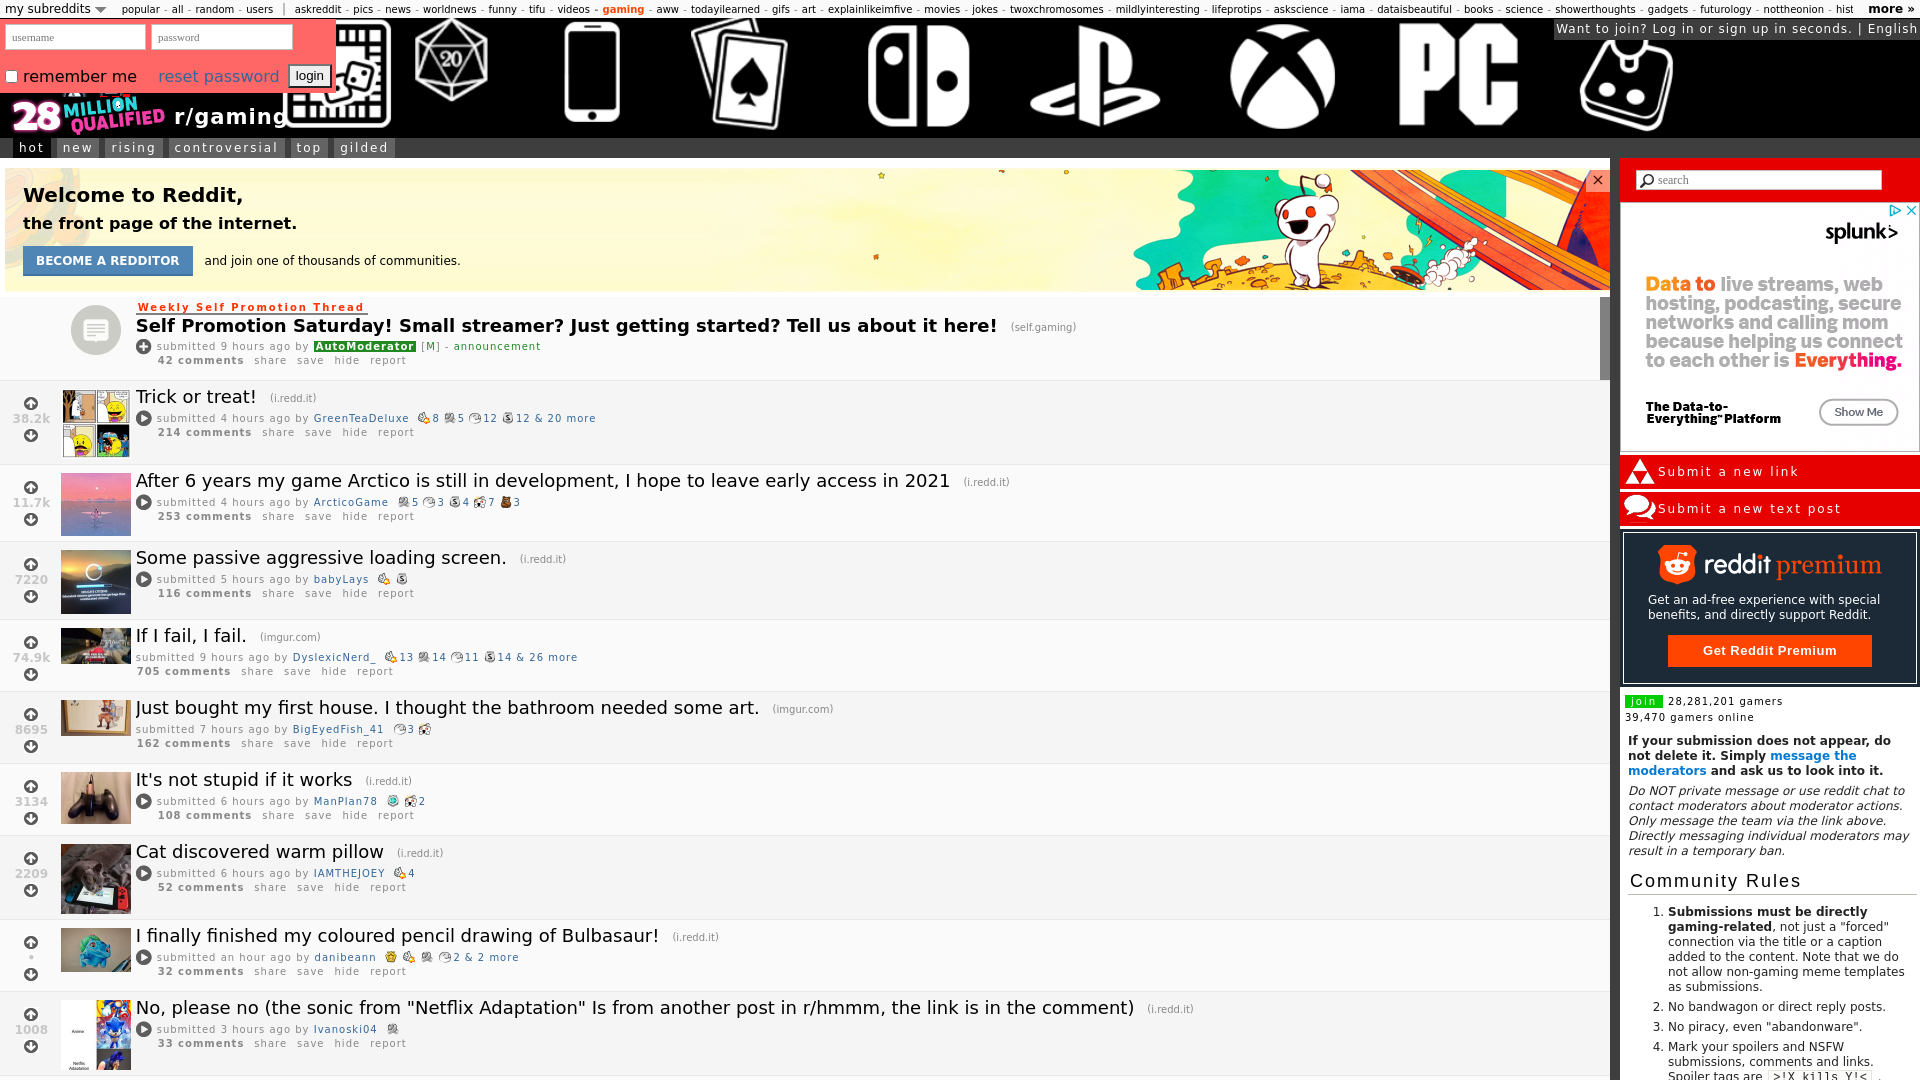 my subreddits
popular - all - random - users | askreddit - pics - news - worldnews - funny - tifu - videos - gaming - aww - todayilearned - gifs - art - explainlikeimfive - movies - jokes - twoxchromosomes - mildlyinteresting - lifeprotips - askscience - iama - dataisbeautiful - books - science - showerthoughts - gadgets - futurology - nottheonion - hist
more »
username
password
remember me
reset password
login
20
PC
Want to join? Log in or sign up in seconds. | English
28 MILLION QUALIFIED
r/gaming
hot
new
rising
controversial
top
gilded
Welcome to Reddit,
the front page of the internet.
BECOME A REDDITOR
and join one of thousands of communities.
Weekly Self Promotion Thread
Self Promotion Saturday! Small streamer? Just getting started? Tell us about it here! (self.gaming)
submitted 9 hours ago by AutoModerator [M] - announcement
42 comments share save hide report
38.2k
Trick or treat! (i.redd.it)
submitted 4 hours ago by GreenTeaDeluxe 8 5 12 12 & 20 more
214 comments share save hide report
11.7k
After 6 years my game Arctico is still in development, I hope to leave early access in 2021 (i.redd.it)
submitted 4 hours ago by ArcticoGame 5 3 4 7 3
253 comments share save hide report
7220
Some passive aggressive loading screen. (i.redd.it)
submitted 5 hours ago by babyLays
116 comments share save hide report
74.9k
If I fail, I fail. (imgur.com)
submitted 9 hours ago by DyslexicNerd_ 13 14 11 14 & 26 more
705 comments share save hide report
8695
Just bought my first house. I thought the bathroom needed some art. (imgur.com)
submitted 7 hours ago by BigEyedFish_41 3
162 comments share save hide report
3134
It's not stupid if it works (i.redd.it)
submitted 6 hours ago by ManPlan78 2
108 comments share save hide report
2209
Cat discovered warm pillow (i.redd.it)
submitted 6 hours ago by IAMTHEJOEY 4
52 comments share save hide report
•
I finally finished my coloured pencil drawing of Bulbasaur! (i.redd.it)
submitted an hour ago by danibeann 2 & 2 more
32 comments share save hide report
1008
Anime
Netflix
Adaptation
No, please no (the sonic from "Netflix Adaptation" Is from another post in r/hmmm, the link is in the comment) (i.redd.it)
submitted 3 hours ago by Ivanoski04
33 comments share save hide report
search
splunk>
Data to live streams, web
hosting, podcasting, secure
networks and calling mom
because helping us connect
to each other is Everything.
The Data-to-
Everything™ Platform
Show Me
Submit a new link
Submit a new text post
reddit premium
Get an ad-free experience with special
benefits, and directly support Reddit.
Get Reddit Premium
join 28,281,201 gamers
39,470 gamers online
If your submission does not appear, do
not delete it. Simply message the
moderators and ask us to look into it.
Do NOT private message or use reddit chat to
contact moderators about moderator actions.
Only message the team via the link above.
Directly messaging individual moderators may
result in a temporary ban.
Community Rules
1. Submissions must be directly
gaming-related, not just a "forced"
connection via the title or a caption
added to the content. Note that we do
not allow non-gaming meme templates
as submissions.
2. No bandwagon or direct reply posts.
3. No piracy, even "abandonware".
4. Mark your spoilers and NSFW
submissions, comments and links.
Spoiler tags are >!X kills Y!< .